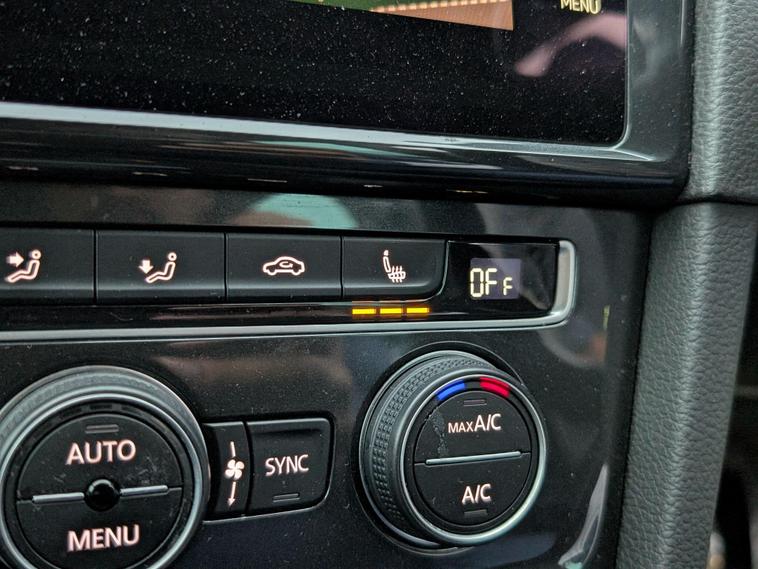 MENU
OFF
AUTO
MENU
SYNC
MAX A/C
A/C